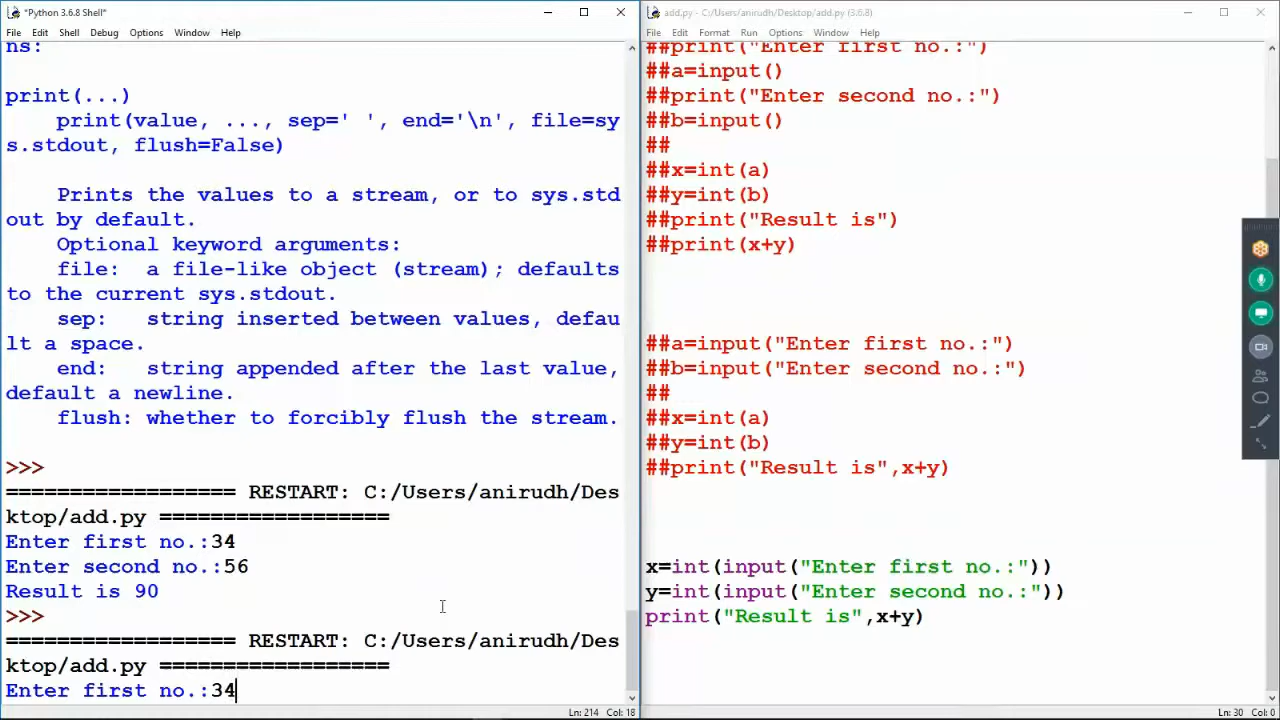 *Python 3.6.8 Shell*
File Edit Shell Debug Options Window Help
ns:
print(...)
    print(value, ..., sep=' ', end='\n', file=sy
s.stdout, flush=False)
    Prints the values to a stream, or to sys.std
out by default.
    Optional keyword arguments:
    file:  a file-like object (stream); defaults
to the current sys.stdout.
    sep:   string inserted between values, defau
lt a space.
    end:   string appended after the last value,
default a newline.
    flush: whether to forcibly flush the stream.
>>>
================== RESTART: C:/Users/anirudh/Des
ktop/add.py ==================
Enter first no.:34
Enter second no.:56
Result is 90
>>>
================== RESTART: C:/Users/anirudh/Des
ktop/add.py ==================
Enter first no.:34
Ln: 214 Col: 18
add.py - C:/Users/anirudh/Desktop/add.py (3.6.8)
File Edit Format Run Options Window Help
##print("Enter first no.:")
##a=input()
##print("Enter second no.:")
##b=input()
##
##x=int(a)
##y=int(b)
##print("Result is")
##print(x+y)
##a=input("Enter first no.:")
##b=input("Enter second no.:")
##
##x=int(a)
##y=int(b)
##print("Result is",x+y)
x=int(input("Enter first no.:"))
y=int(input("Enter second no.:"))
print("Result is",x+y)
Ln: 30 Col: 0